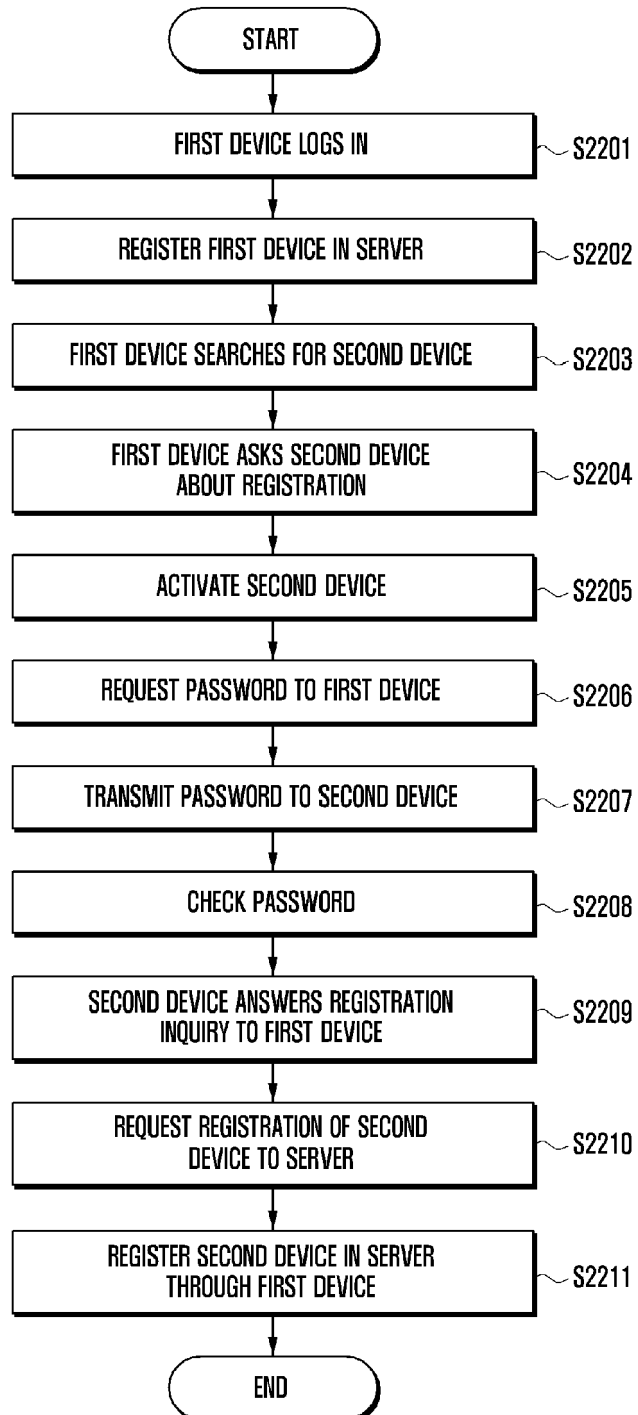 START
FIRST DEVICE LOGS IN
S2201
REGISTER FIRST DEVICE IN SERVER
S2202
FIRST DEVICE SEARCHES FOR SECOND DEVICE
S2203
FIRST DEVICE ASKS SECOND DEVICE
ABOUT REGISTRATION
S2204
ACTIVATE SECOND DEVICE
S2205
REQUEST PASSWORD TO FIRST DEVICE
S2206
TRANSMIT PASSWORD TO SECOND DEVICE
S2207
CHECK PASSWORD
S2208
SECOND DEVICE ANSWERS REGISTRATION
INQUIRY TO FIRST DEVICE
S2209
REQUEST REGISTRATION OF SECOND
DEVICE TO SERVER
S2210
REGISTER SECOND DEVICE IN SERVER
THROUGH FIRST DEVICE
S2211
END